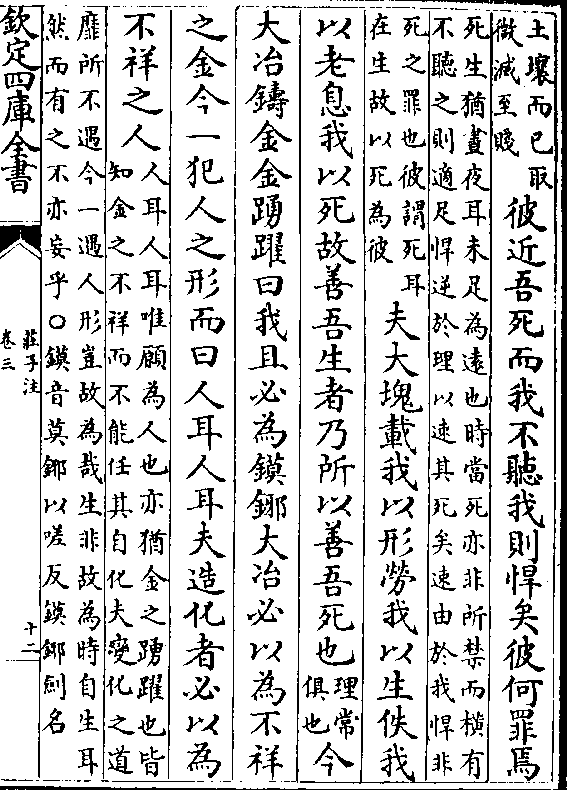 土壤而已取
微滅至賤
彼近吾死而我不聽我則悍矣彼何罪焉
死生猶晝夜耳未足為遠也時當死亦非所禁而橫有
不聽之則適足悍逆於理以速其死矣速由於我悍非
死之罪也彼謂死耳
在生故以死為彼
夫大塊載我以形勞我以生佚我
以老息我以死故善吾生者乃所以善吾死也
理常
俱也
今
大冶鑄金金踴躍曰我且必為鏌鋣大冶必以為不祥
之金今一犯人之形而曰人耳人耳夫造化者必以為
不祥之人
人耳人耳唯願為人也亦猶金之踴躍也皆
知金之不祥而不能任其自化夫變化之道
靡所不遇今一遇人形豈故為哉生非故為時自生耳
然而有之不亦妄乎○鏌音莫鋣以嗟反鏌鋣劍名
欽定四庫全書
莊子注
卷三
十二